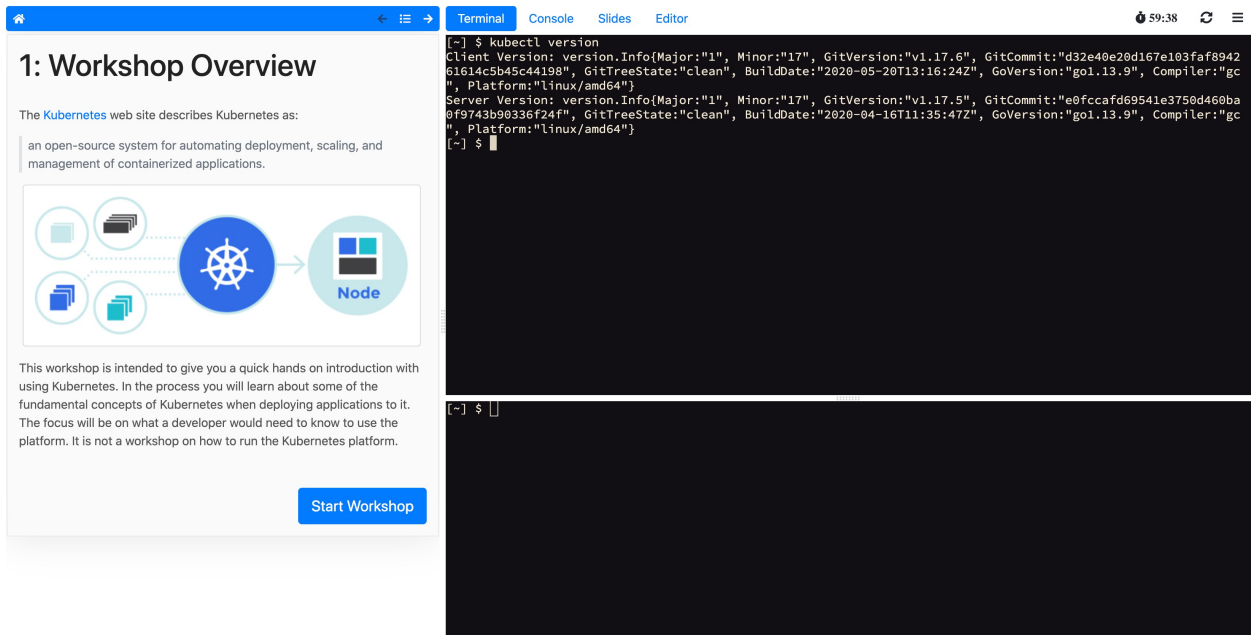 1: Workshop Overview
The Kubernetes web site describes Kubernetes as:
an open-source system for automating deployment, scaling, and
management of containerized applications.
Node
This workshop is intended to give you a quick hands on introduction with
using Kubernetes. In the process you will learn about some of the
fundamental concepts of Kubernetes when deploying applications to it.
The focus will be on what a developer would need to know to use the
platform. It is not a workshop on how to run the Kubernetes platform.
Start Workshop
Terminal Console Slides Editor 59:38
[~] $ kubectl version
Client Version: version.Info{Major:"1", Minor:"17", GitVersion:"v1.17.6", GitCommit:"d32e40e20d167e103faf8942
61614c5b45c44198", GitTreeState:"clean", BuildDate:"2020-05-20T13:16:24Z", GoVersion:"go1.13.9", Compiler:"gc
", Platform:"linux/amd64"}
Server Version: version.Info{Major:"1", Minor:"17", GitVersion:"v1.17.5", GitCommit:"e0fccafd69541e3750d460ba
0f9743b90336f24f", GitTreeState:"clean", BuildDate:"2020-04-16T11:35:47Z", GoVersion:"go1.13.9", Compiler:"gc
", Platform:"linux/amd64"}
[~] $
[~] $